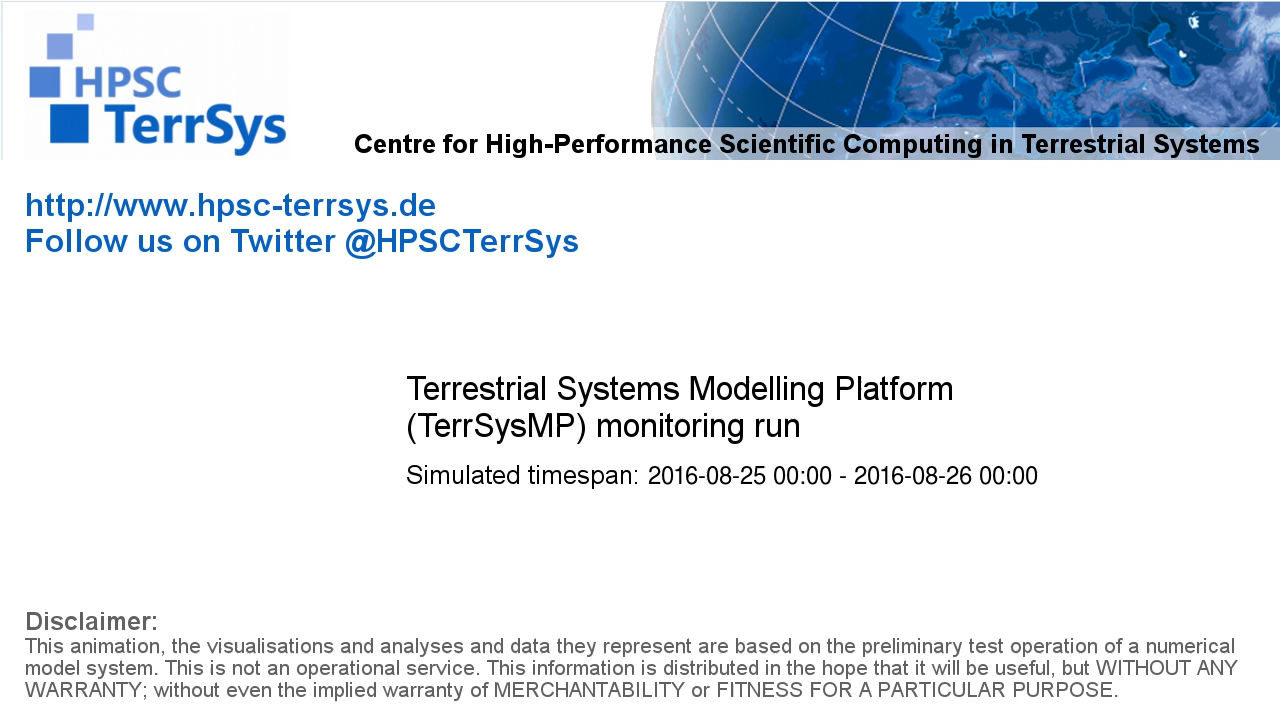 HPSC
TerrSys
Centre for High-Performance Scientific Computing in Terrestrial Systems
http://www.hpsc-terrsys.de
Follow us on Twitter @HPSCTerrSys
Terrestrial Systems Modelling Platform
(TerrSysMP) monitoring run
Simulated timespan: 2016-08-25 00:00 - 2016-08-26 00:00
Disclaimer:
This animation, the visualisations and analyses and data they represent are based on the preliminary test operation of a numerical
model system. This is not an operational service. This information is distributed in the hope that it will be useful, but WITHOUT ANY
WARRANTY; without even the implied warranty of MERCHANTABILITY or FITNESS FOR A PARTICULAR PURPOSE.